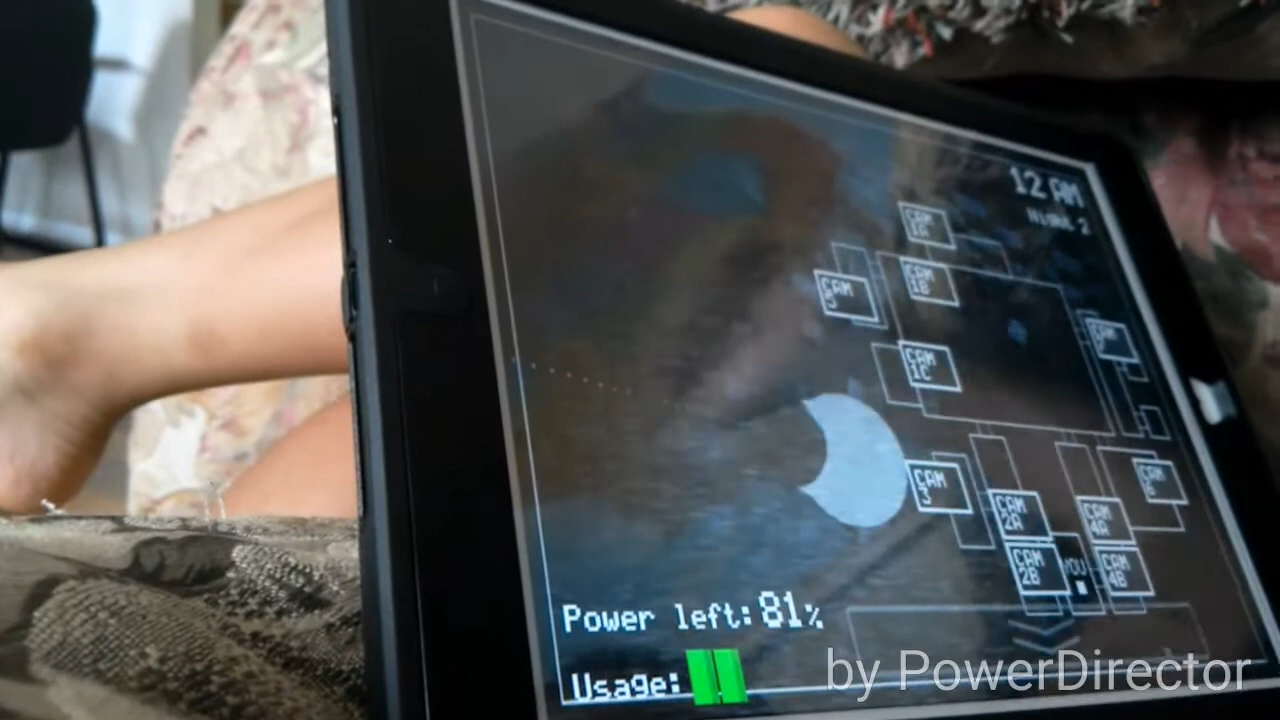 12 AM
Night 2
CAM 1A
CAM 1B
CAM 5
CAM 1C
CAM
CAM 3
CAM 6
CAM 2A
CAM 4A
CAM 2B
YOU
CAM 4B
Power left: 81%
Usage:
by PowerDirector